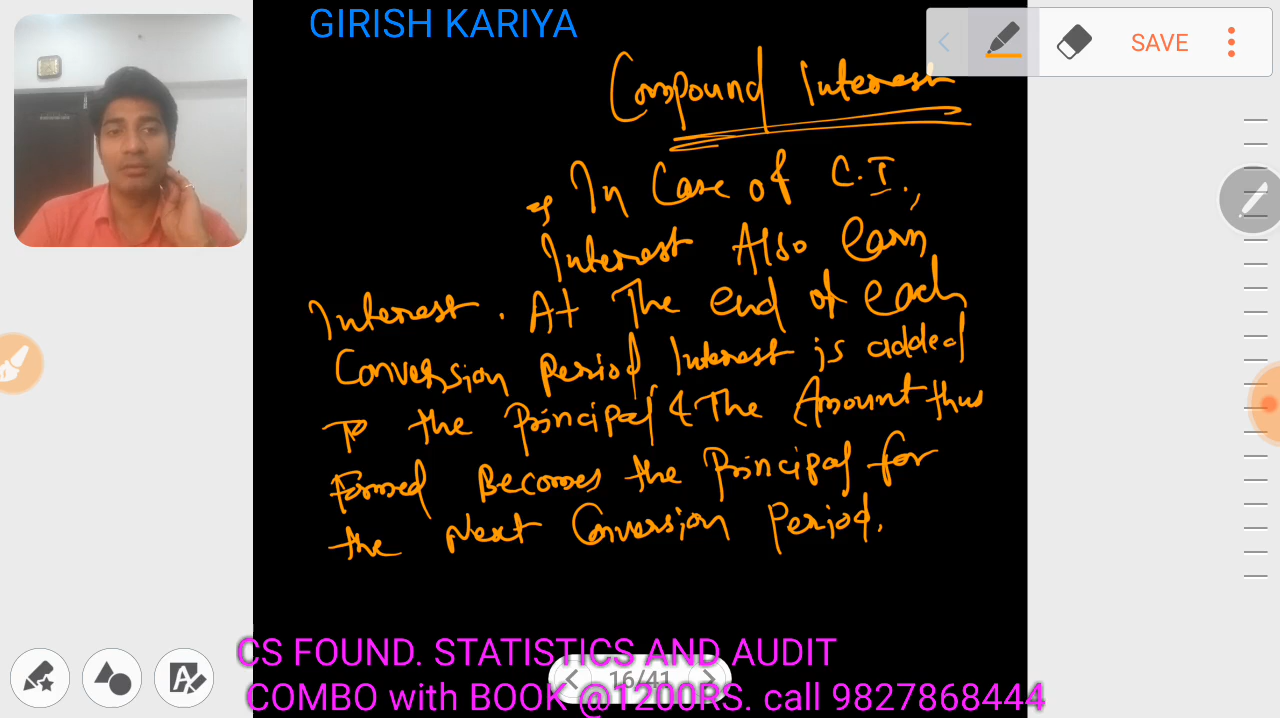 GIRISH KARIYA
SAVE
Compound Interest
In Case of C.I.,
Interest Also earn
Interest. At The end of each
Conversion period, Interest is added
to the Principal & The Amount thus
formed Becomes the Principal for
the Next Conversion Period.
CS FOUND. STATISTICS AND AUDIT
16/41
COMBO with BOOK @1200RS. call 9827868444